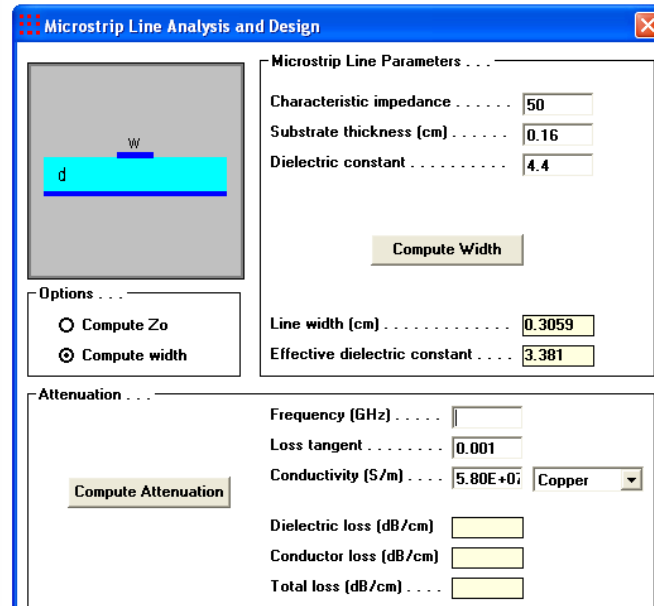 Microstrip Line Analysis and Design
W
d
Microstrip Line Parameters . . .
Characteristic impedance . . . . . . 50
Substrate thickness (cm) . . . . . . 0.16
Dielectric constant . . . . . . . . . . 4.4
Compute Width
Line width (cm) . . . . . . . . . . . . . 0.3059
Effective dielectric constant . . . . 3.381
Options . . .
Compute Zo
Compute width
Attenuation . . .
Frequency (GHz) . . . . .
Loss tangent . . . . . . . . 0.001
Conductivity (S/m) . . . . 5.80E+07 Copper
Compute Attenuation
Dielectric loss (dB/cm)
Conductor loss (dB/cm)
Total loss (dB/cm) . . . .